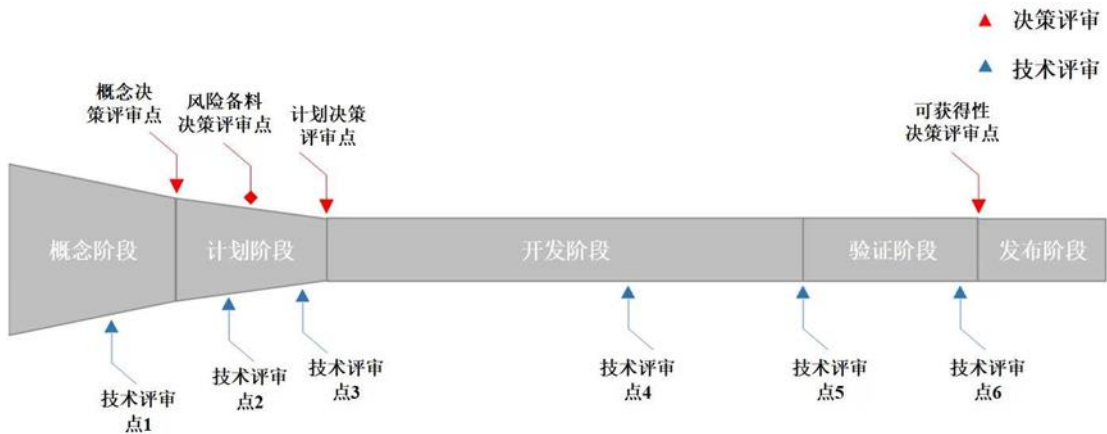 决策评审
技术评审
概念决
策评审点
风险备料
决策评审点
计划决策
评审点
可获得性
决策评审点
概念阶段
计划阶段
开发阶段
验证阶段
发布阶段
技术评审
点1
技术评审
点2
技术评审
点3
技术评审
点4
技术评审
点5
技术评审
点6